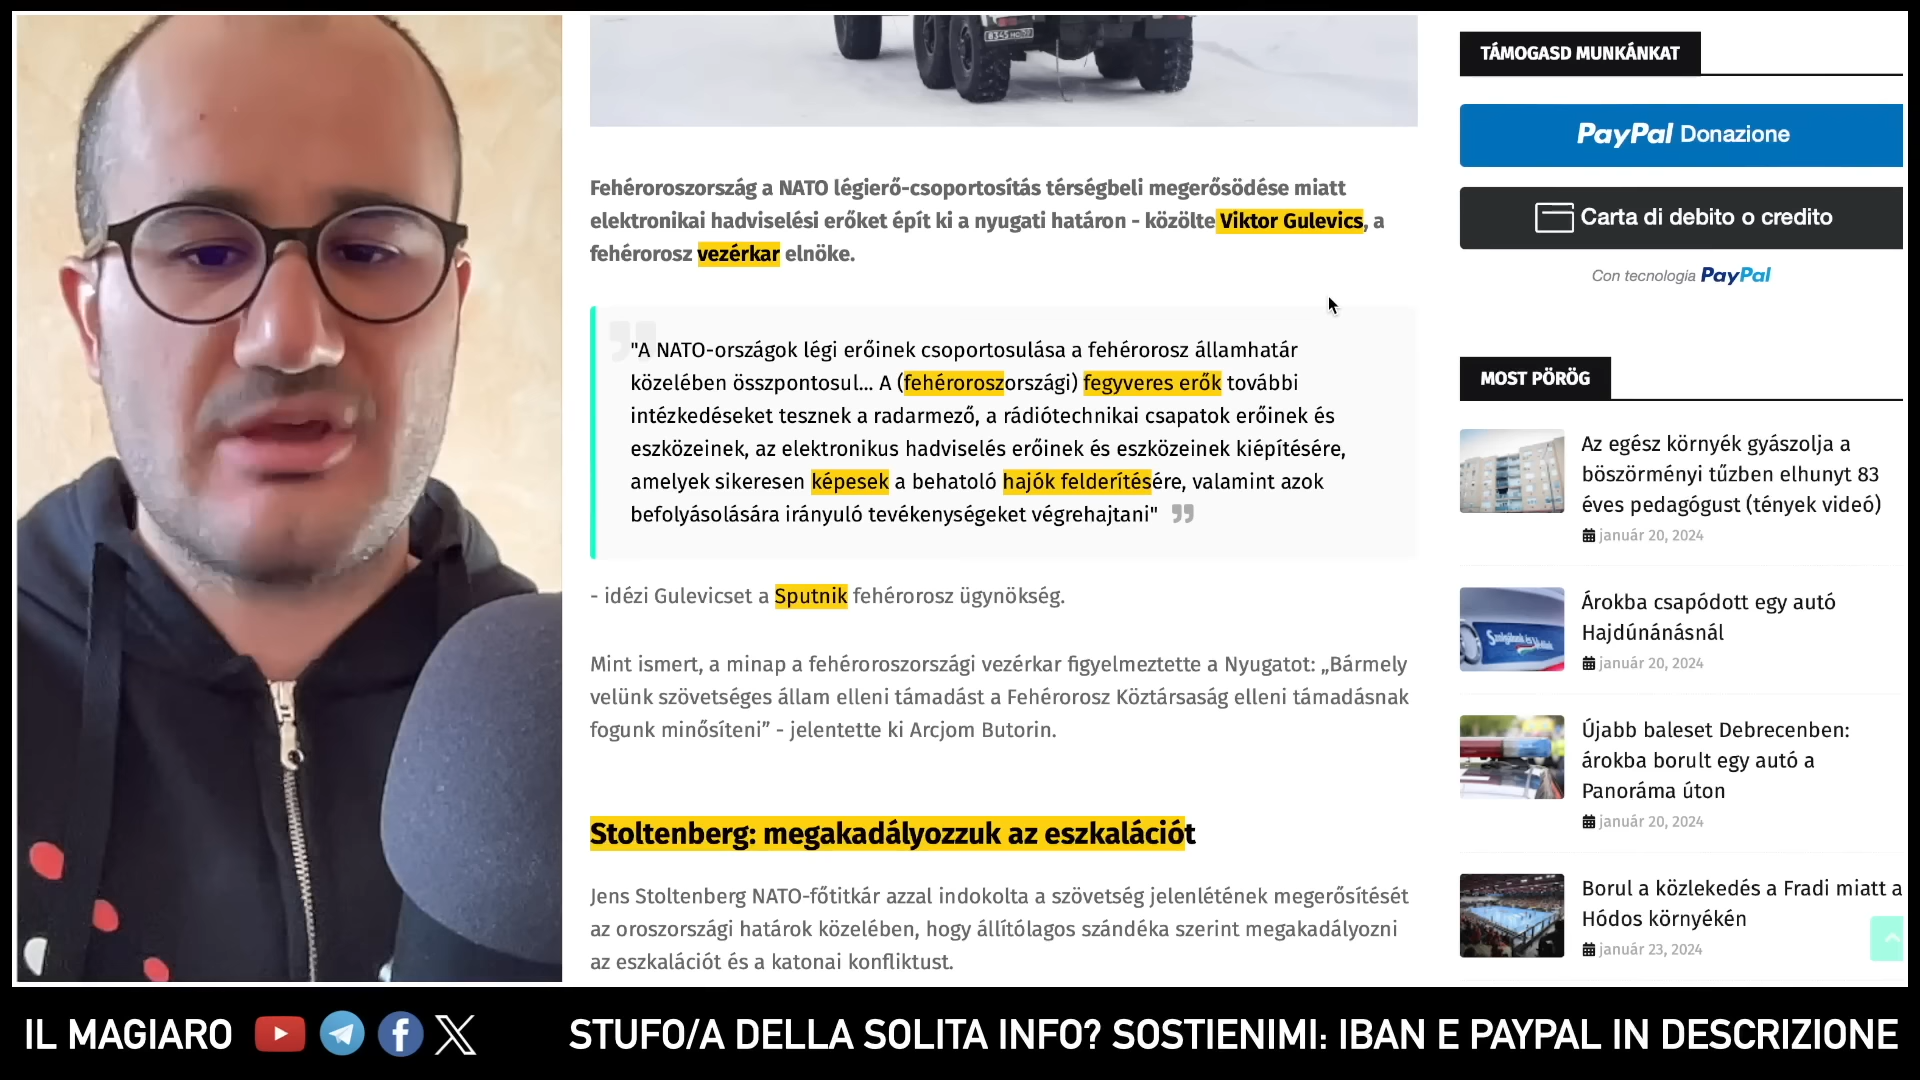 8345
Fehéroroszország a NATO légierő-csoportosítás térségbeli megerősödése miatt
elektronikai hadviselési erőket épít ki a nyugati határon - közölte Viktor Gulevics, a
fehérorosz vezérkar elnöke.
"A NATO-országok légi erőinek csoportosulása a fehérorosz államhatár
közelében összpontosul... A (fehéroroszországi) fegyveres erők további
intézkedéseket tesznek a radarmező, a rádiótechnikai csapatok erőinek és
eszközeinek, az elektronikus hadviselés erőinek és eszközeinek kiépítésére,
amelyek sikeresen képesek a behatoló hajók felderítésére, valamint azok
befolyásolására irányuló tevékenységeket végrehajtani"
- idézi Gulevicset a Sputnik fehérorosz ügynökség.
Mint ismert, a minap a fehéroroszországi vezérkar figyelmeztette a Nyugatot: „Bármely
velünk szövetséges állam elleni támadást a Fehérorosz Köztársaság elleni támadásnak
fogunk minősíteni” - jelentette ki Arcjom Butorin.
Stoltenberg: megakadályozzuk az eszkalációt
Jens Stoltenberg NATO-főtitkár azzal indokolta a szövetség jelenlétének megerősítését
az oroszországi határok közelében, hogy állítólagos szándéka szerint megakadályozni
az eszkalációt és a katonai konfliktust.
TÁMOGASD MUNKÁNKAT
PayPal Donazione
Carta di debito o credito
Con tecnologia PayPal
MOST PÖRÖG
Az egész környék gyászolja a
böszörményi tűzben elhunyt 83
éves pedagógust (tények videó)
január 20, 2024
Árokba csapódott egy autó
Hajdúnánásnál
január 20, 2024
Újabb baleset Debrecenben:
árokba borult egy autó a
Panoráma úton
január 20, 2024
Borul a közlekedés a Fradi miatt a
Hódos környékén
január 23, 2024
IL MAGIARO
STUFO/A DELLA SOLITA INFO? SOSTIENIMI: IBAN E PAYPAL IN DESCRIZIONE